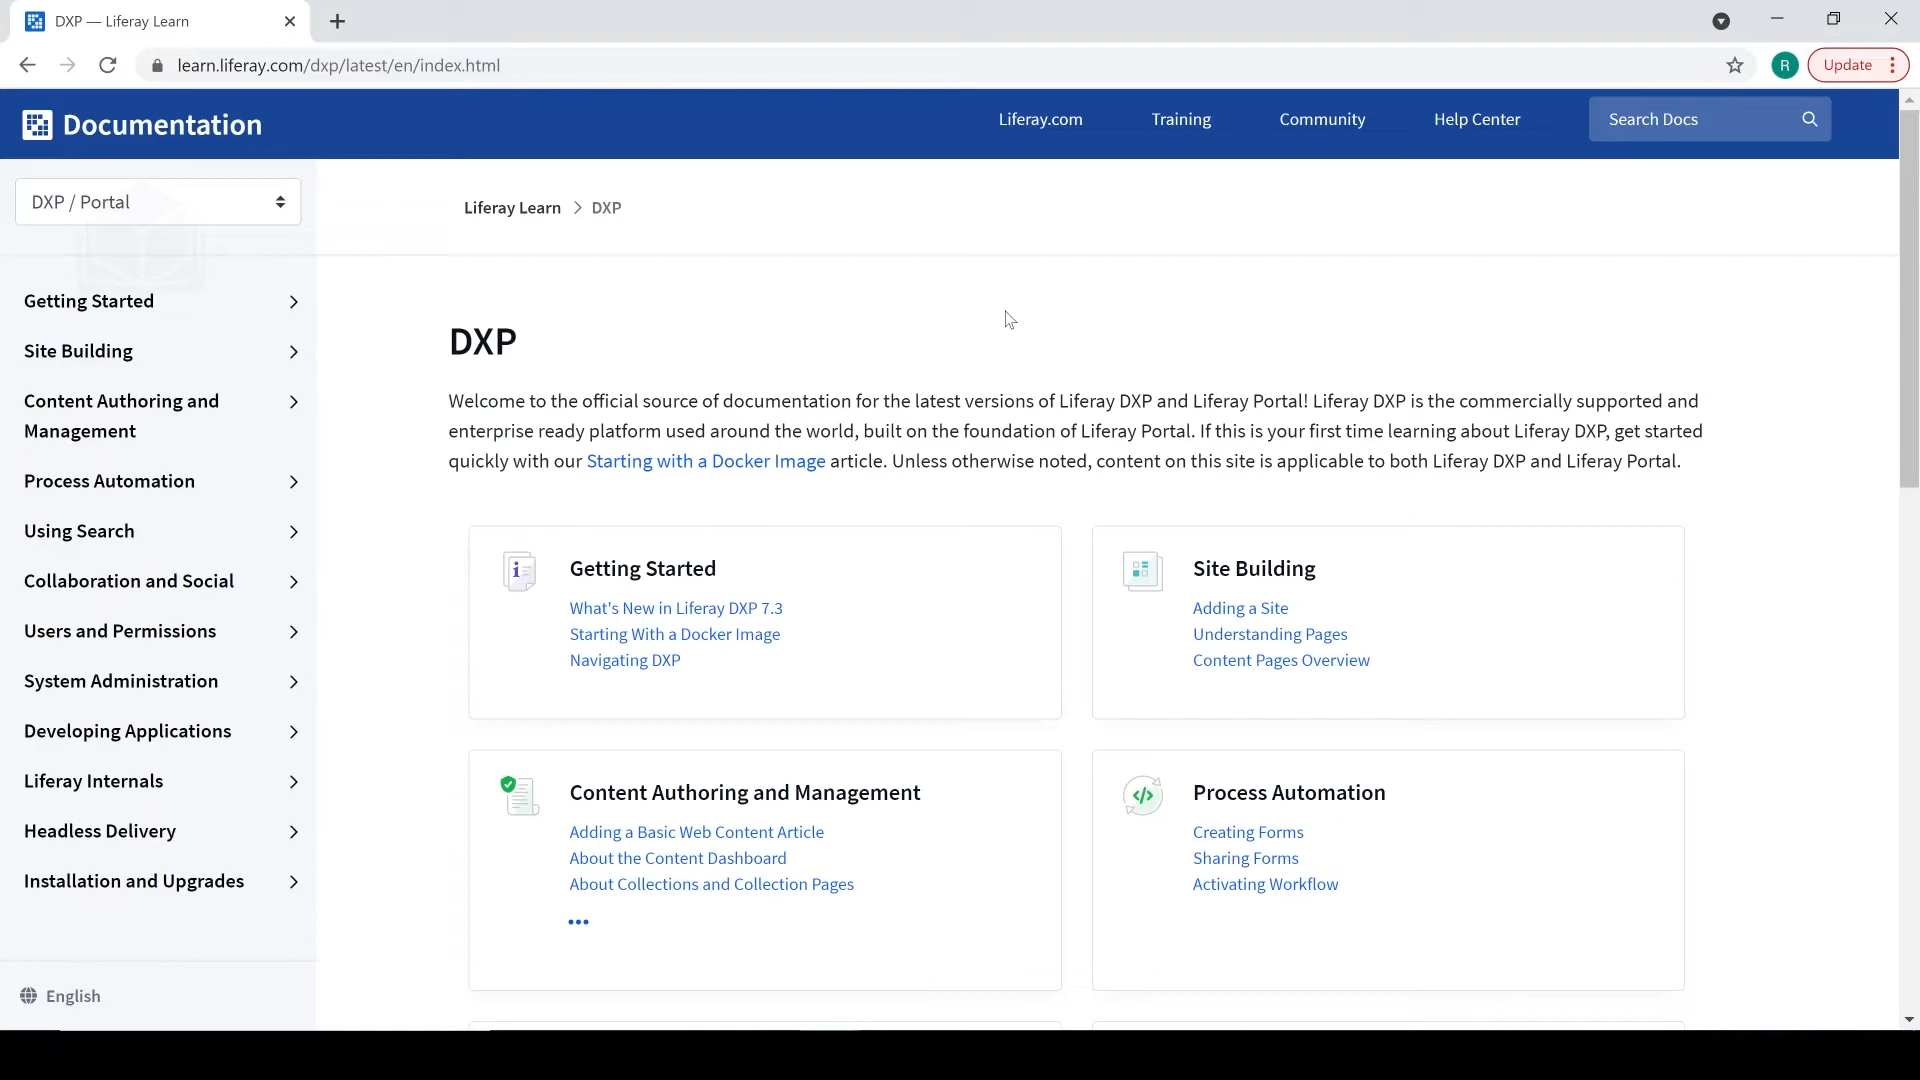 DXP — Liferay Learn
learn.liferay.com/dxp/latest/en/index.html
R
Update
Documentation
Liferay.com
Training
Community
Help Center
Search Docs
DXP / Portal
Liferay Learn > DXP
Getting Started
Site Building
Content Authoring and
Management
Process Automation
Using Search
Collaboration and Social
Users and Permissions
System Administration
Developing Applications
Liferay Internals
Headless Delivery
Installation and Upgrades
English
DXP
Welcome to the official source of documentation for the latest versions of Liferay DXP and Liferay Portal! Liferay DXP is the commercially supported and
enterprise ready platform used around the world, built on the foundation of Liferay Portal. If this is your first time learning about Liferay DXP, get started
quickly with our Starting with a Docker Image article. Unless otherwise noted, content on this site is applicable to both Liferay DXP and Liferay Portal.
Getting Started
What's New in Liferay DXP 7.3
Starting With a Docker Image
Navigating DXP
Site Building
Adding a Site
Understanding Pages
Content Pages Overview
Content Authoring and Management
Adding a Basic Web Content Article
About the Content Dashboard
About Collections and Collection Pages
•••
Process Automation
Creating Forms
Sharing Forms
Activating Workflow